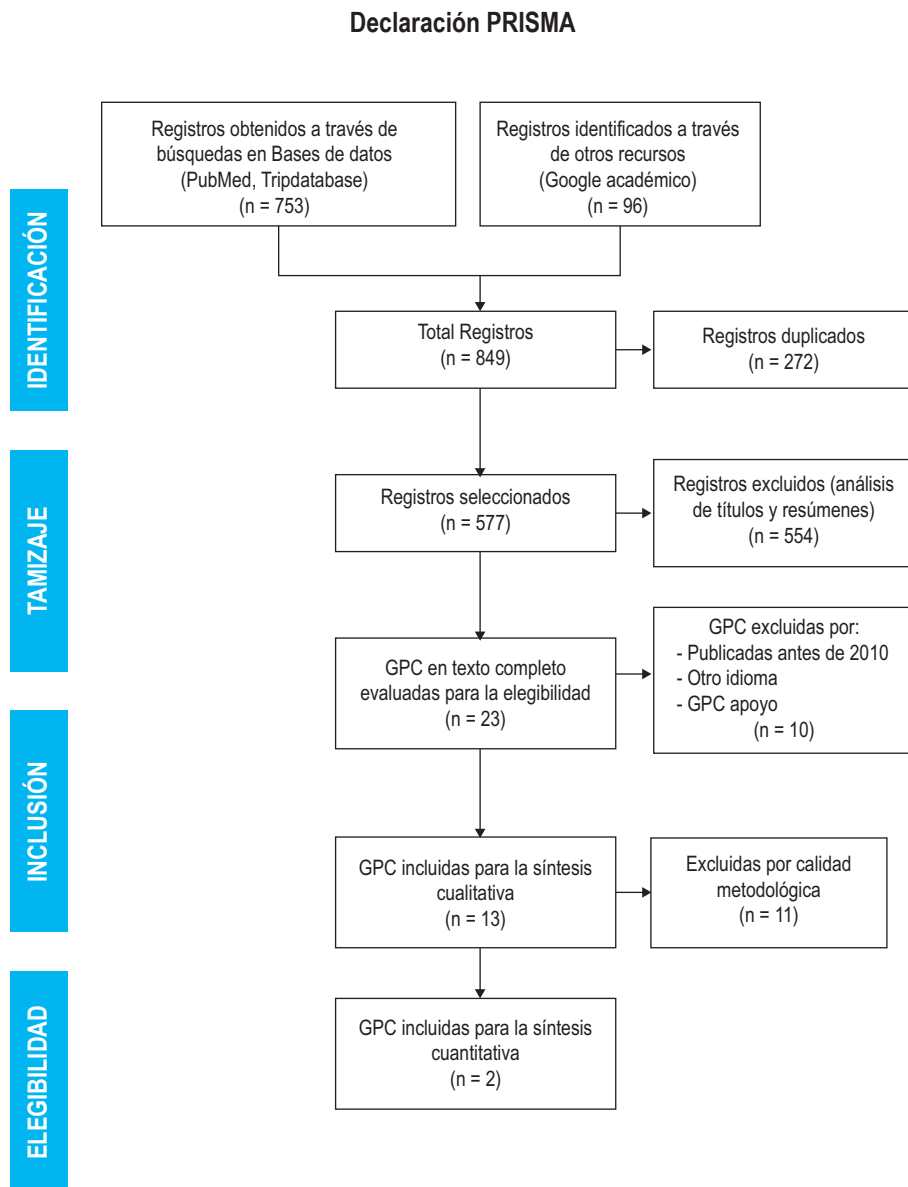 Declaración PRISMA
Registros obtenidos a través de
búsquedas en Bases de datos
(PubMed, Tripdatabase)
(n = 753)
Registros identificados a través
de otros recursos
(Google académico)
(n = 96)
IDENTIFICACIÓN
Total Registros
(n = 849)
Registros duplicados
(n = 272)
TAMIZAJE
Registros seleccionados
(n = 577)
Registros excluidos (análisis
de títulos y resúmenes)
(n = 554)
GPC en texto completo
evaluadas para la elegibilidad
(n = 23)
GPC excluidas por:
- Publicadas antes de 2010
- Otro idioma
- GPC apoyo
(n = 10)
INCLUSIÓN
GPC incluidas para la síntesis
cualitativa
(n = 13)
Excluidas por calidad
metodológica
(n = 11)
ELEGIBILIDAD
GPC incluidas para la síntesis
cuantitativa
(n = 2)